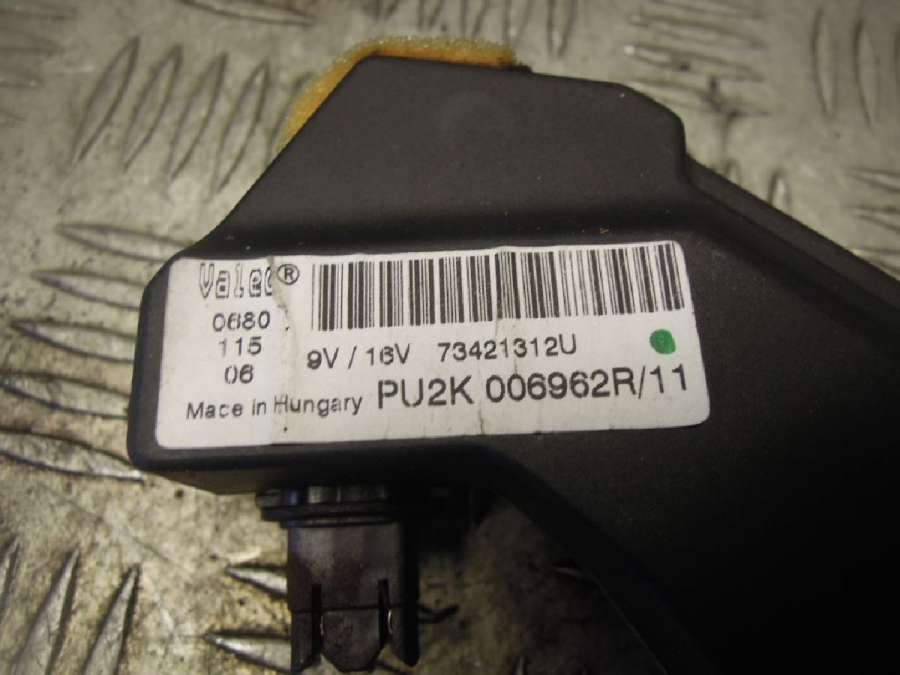 Valeo®
0680
115
06
9V / 16V 73421312U
Made in Hungary PU2K 006962R/11